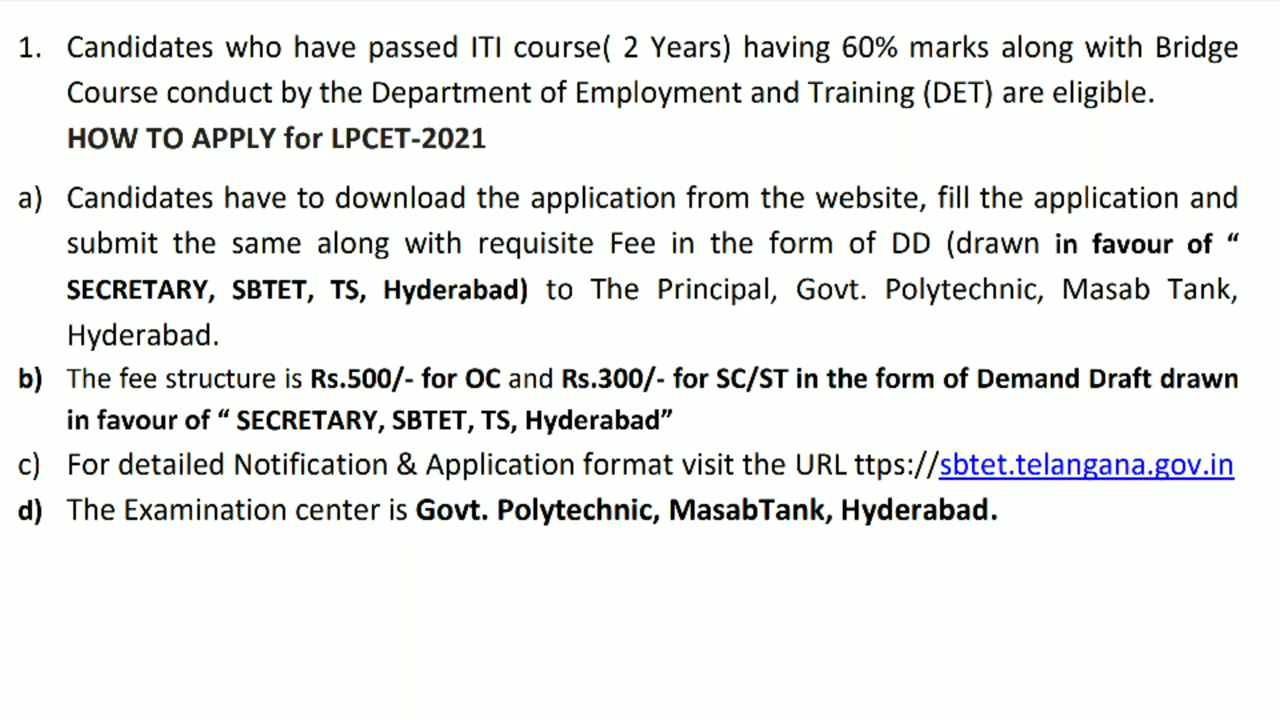 1. Candidates who have passed ITI course( 2 Years) having 60% marks along with Bridge
Course conduct by the Department of Employment and Training (DET) are eligible.
HOW TO APPLY for LPCET-2021
a) Candidates have to download the application from the website, fill the application and
submit the same along with requisite Fee in the form of DD (drawn in favour of “
SECRETARY, SBTET, TS, Hyderabad) to The Principal, Govt. Polytechnic, Masab Tank,
Hyderabad.
b) The fee structure is Rs.500/- for OC and Rs.300/- for SC/ST in the form of Demand Draft drawn
in favour of “ SECRETARY, SBTET, TS, Hyderabad”
c) For detailed Notification & Application format visit the URL ttps://sbtet.telangana.gov.in
d) The Examination center is Govt. Polytechnic, MasabTank, Hyderabad.